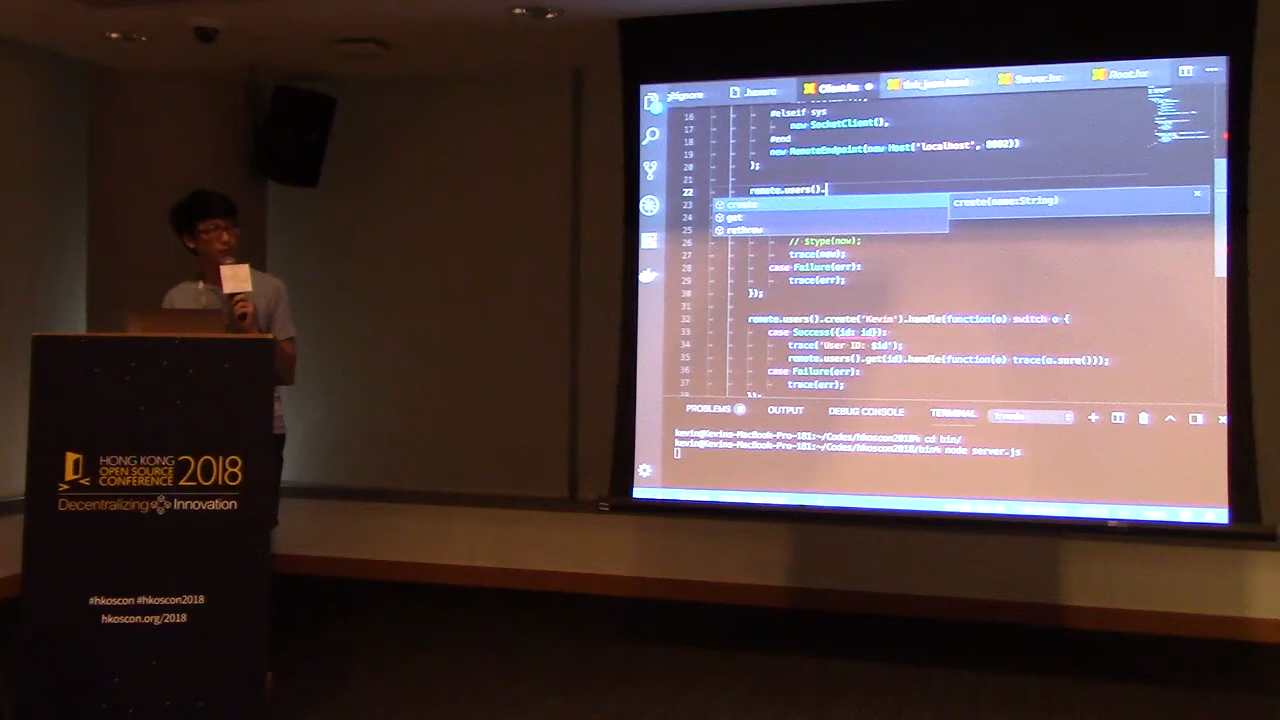 HONG KONG
OPEN SOURCE
CONFERENCE 2018
Decentralizing Innovation
#hkoscon #hkoscon2018
hkoscon.org/2018
.haxerc Client.hx Server.hx Root.hx
16 #elseif sys
17 new SocketClient(),
18 #end
19 new RemoteEndpoint(new Host('localhost', 8002))
20 );
21
22 remote.users().
23 create create(name:String)
24 get
25 rethrow
26 // $type(now);
27 trace(now);
28 case Failure(err):
29 trace(err);
30 });
31
32 remote.users().create('Kevin').handle(function(o) switch o {
33 case Success({id: id}):
34 trace('User ID: $id');
35 remote.users().get(id).handle(function(o) trace(o.sure()));
36 case Failure(err):
37 trace(err);
PROBLEMS OUTPUT DEBUG CONSOLE TERMINAL
kevin@Kevins-MacBook-Pro-181:~/Codes/hkoscon2018% cd bin/
kevin@Kevins-MacBook-Pro-181:~/Codes/hkoscon2018/bin% node server.js